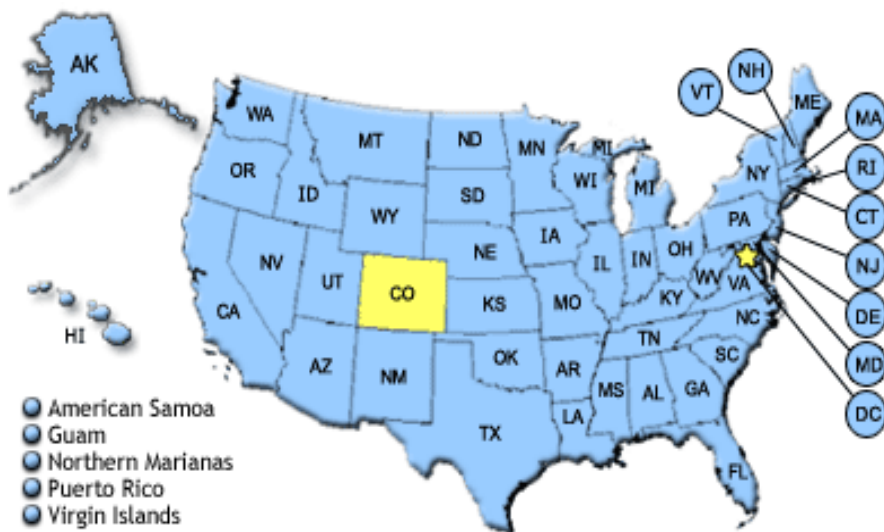 AK
NH
VT
ME
WA
MA
MT
ND
MN
MI
OR
RI
ID
WI
MI
NY
SD
WY
CT
PA
IA
NE
OH
NV
IL
IN
NJ
UT
WV
CO
VA
CA
KS
MO
KY
DE
HI
NC
TN
OK
SC
AZ
NM
AR
MD
MS
AL
GA
American Samoa
DC
LA
TX
Guam
Northern Marianas
FL
Puerto Rico
Virgin Islands